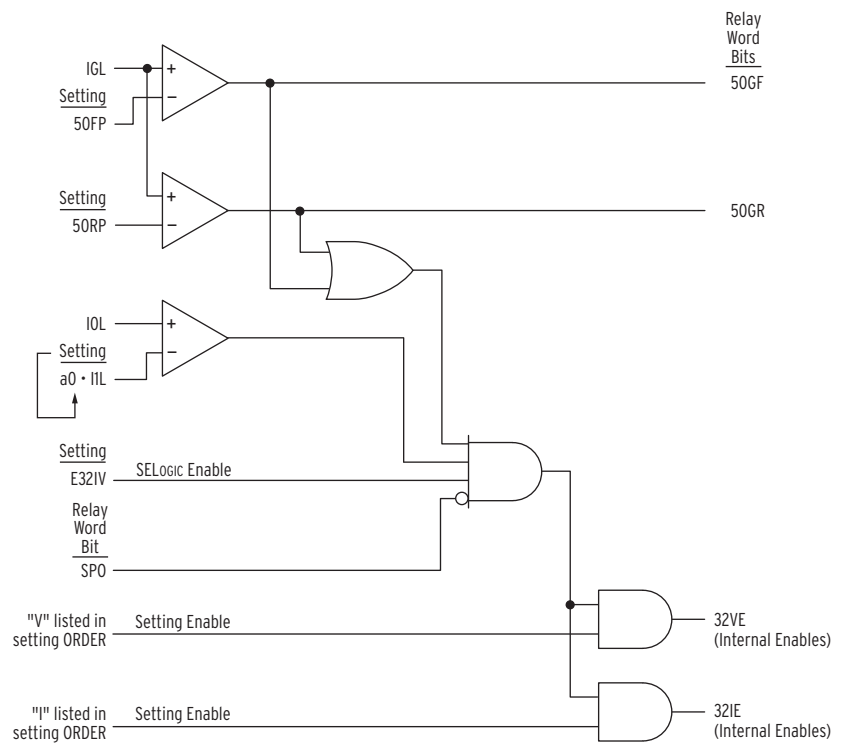 Relay
Word
Bits
50GF
IGL
+
Setting
−
50FP
Setting
+
50RP
−
50GR
I0L
+
Setting
−
a0 • I1L
Setting
E32IV
SELOGIC Enable
Relay
Word
Bit
SPO
"V" listed in
setting ORDER
Setting Enable
32VE
(Internal Enables)
"I" listed in
setting ORDER
Setting Enable
32IE
(Internal Enables)